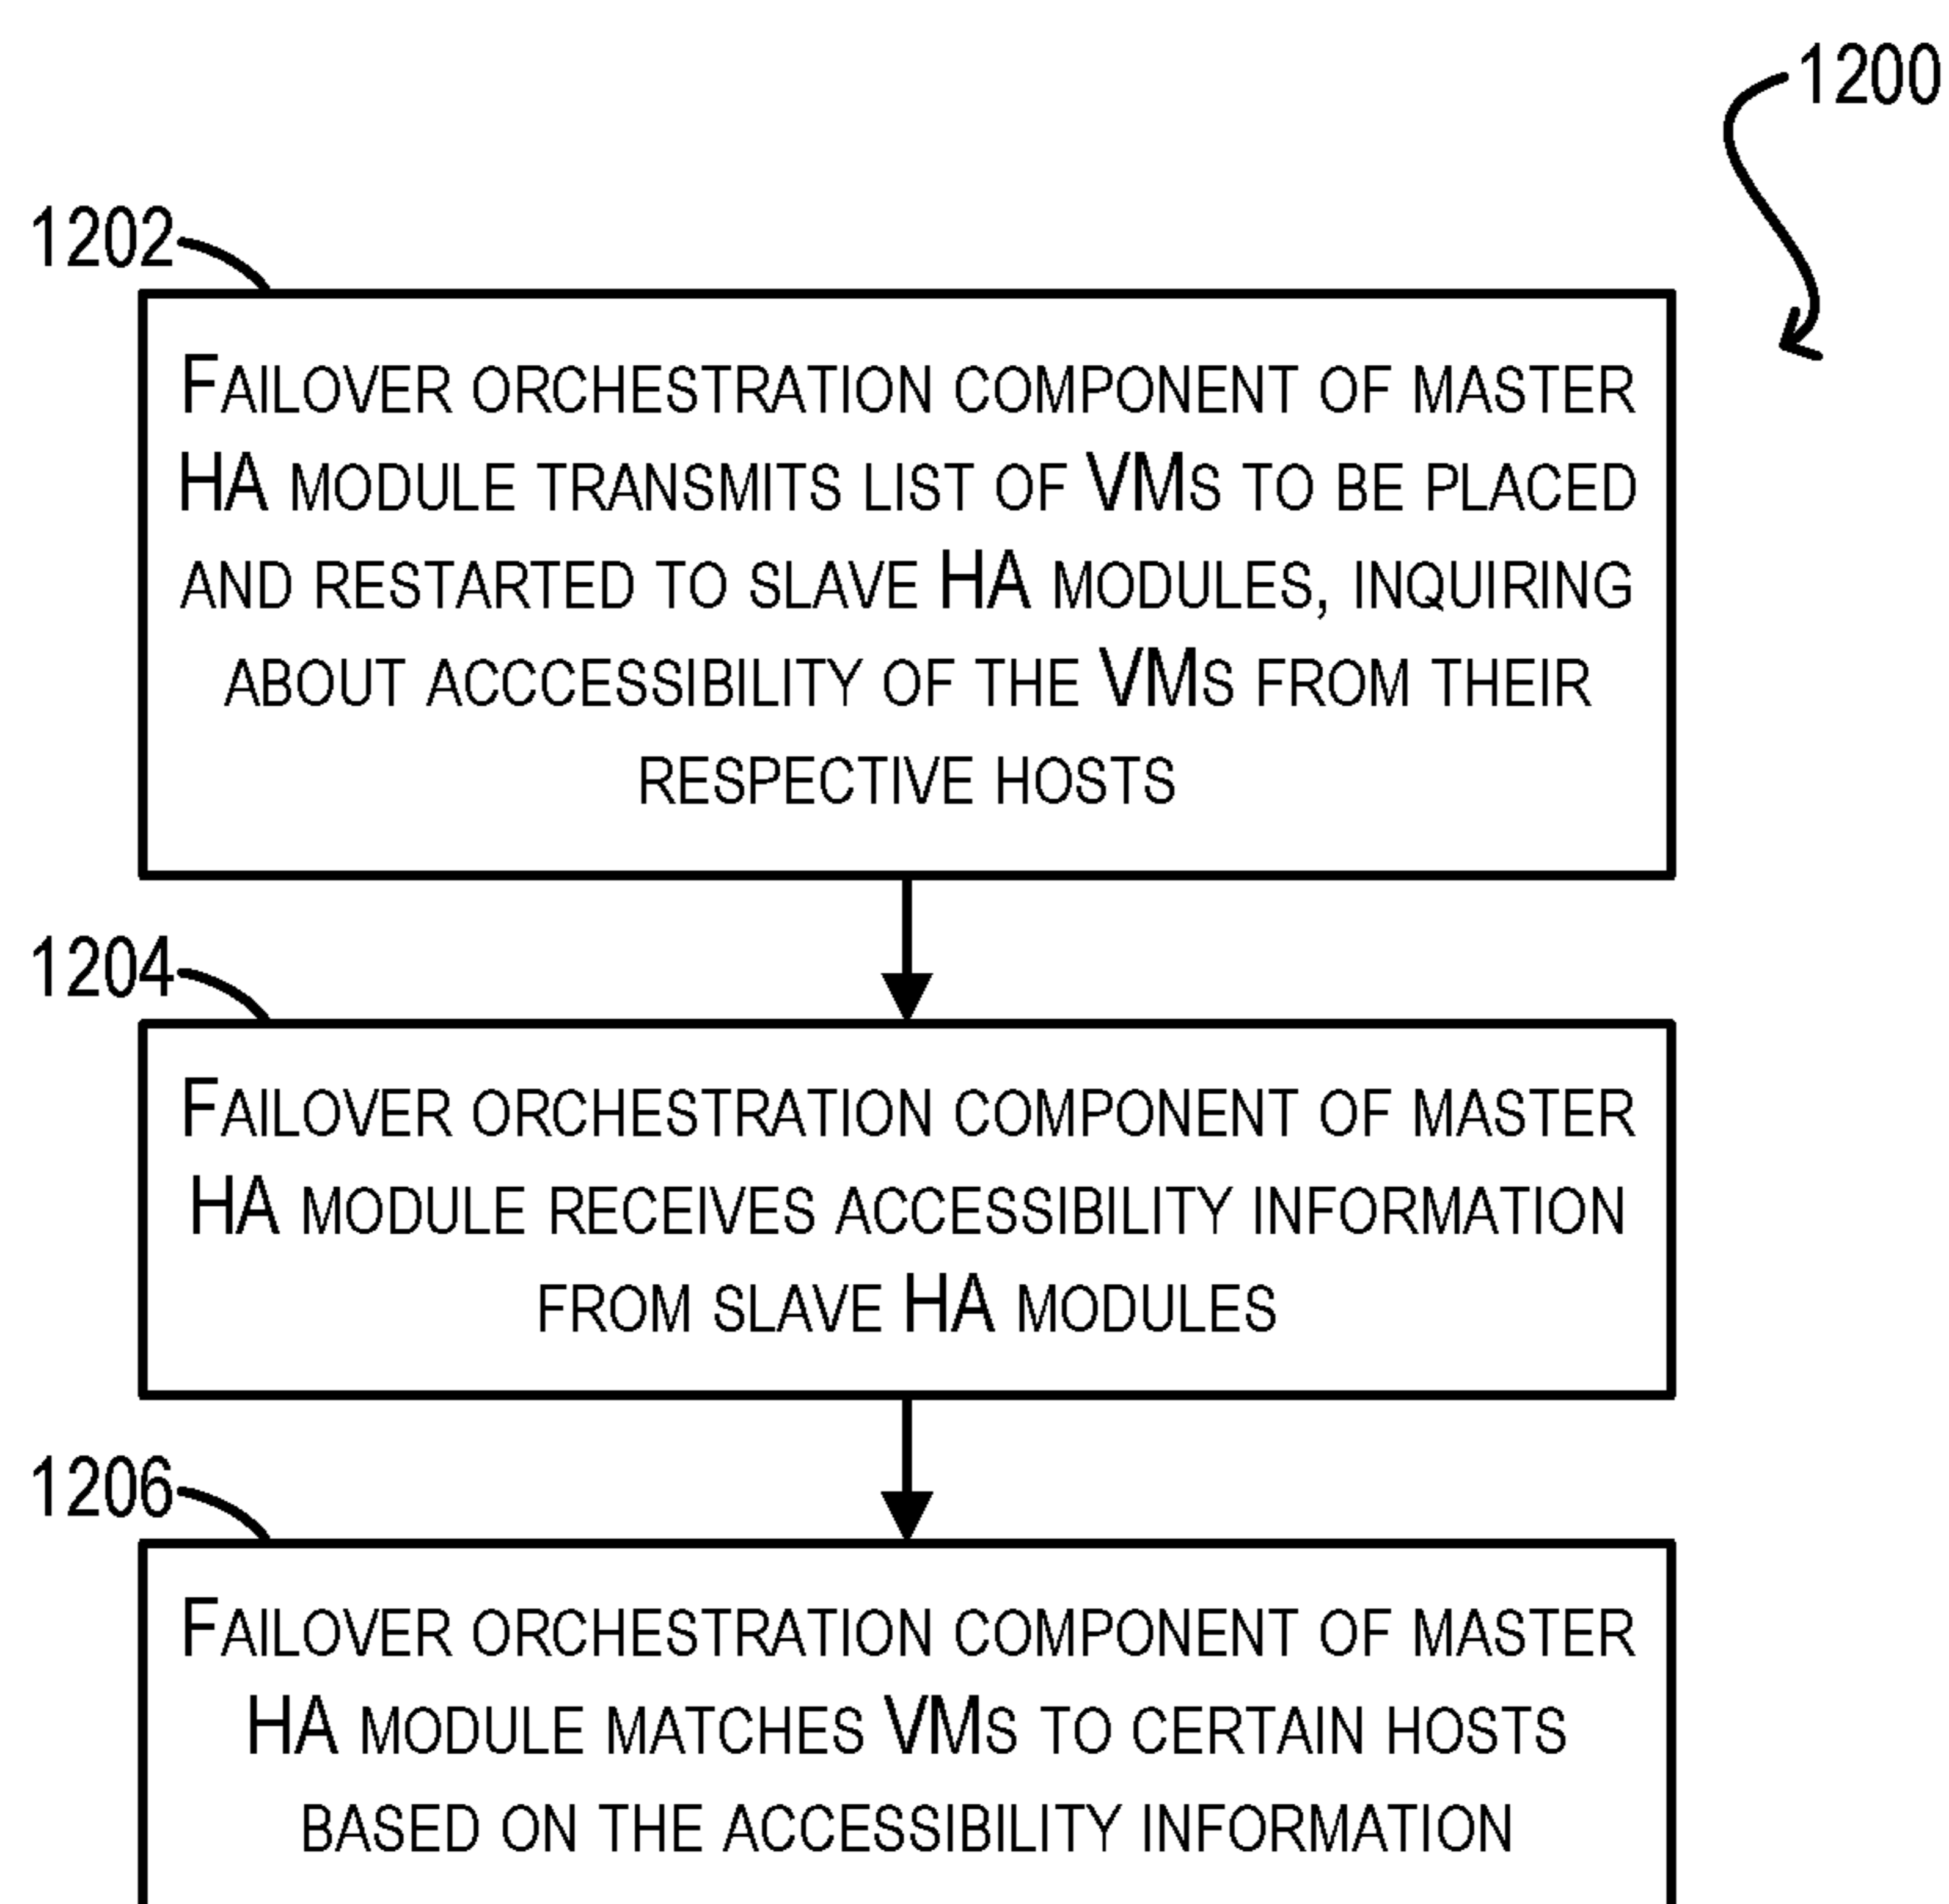 1200
1202
FAILOVER ORCHESTRATION COMPONENT OF MASTER
HA MODULE TRANSMITS LIST OF VMS TO BE PLACED
AND RESTARTED TO SLAVE HA MODULES, INQUIRING
ABOUT ACCCESSIBILITY OF THE VMS FROM THEIR
RESPECTIVE HOSTS
1204
FAILOVER ORCHESTRATION COMPONENT OF MASTER
HA MODULE RECEIVES ACCESSIBILITY INFORMATION
FROM SLAVE HA MODULES
1206
FAILOVER ORCHESTRATION COMPONENT OF MASTER
HA MODULE MATCHES VMS TO CERTAIN HOSTS
BASED ON THE ACCESSIBILITY INFORMATION